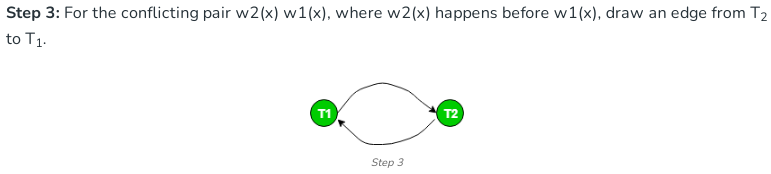 Step 3: For the conflicting pair w2(x) w1(x), where w2(x) happens before w1(x), draw an edge from T₂
to T₁.
T1 T2
Step 3